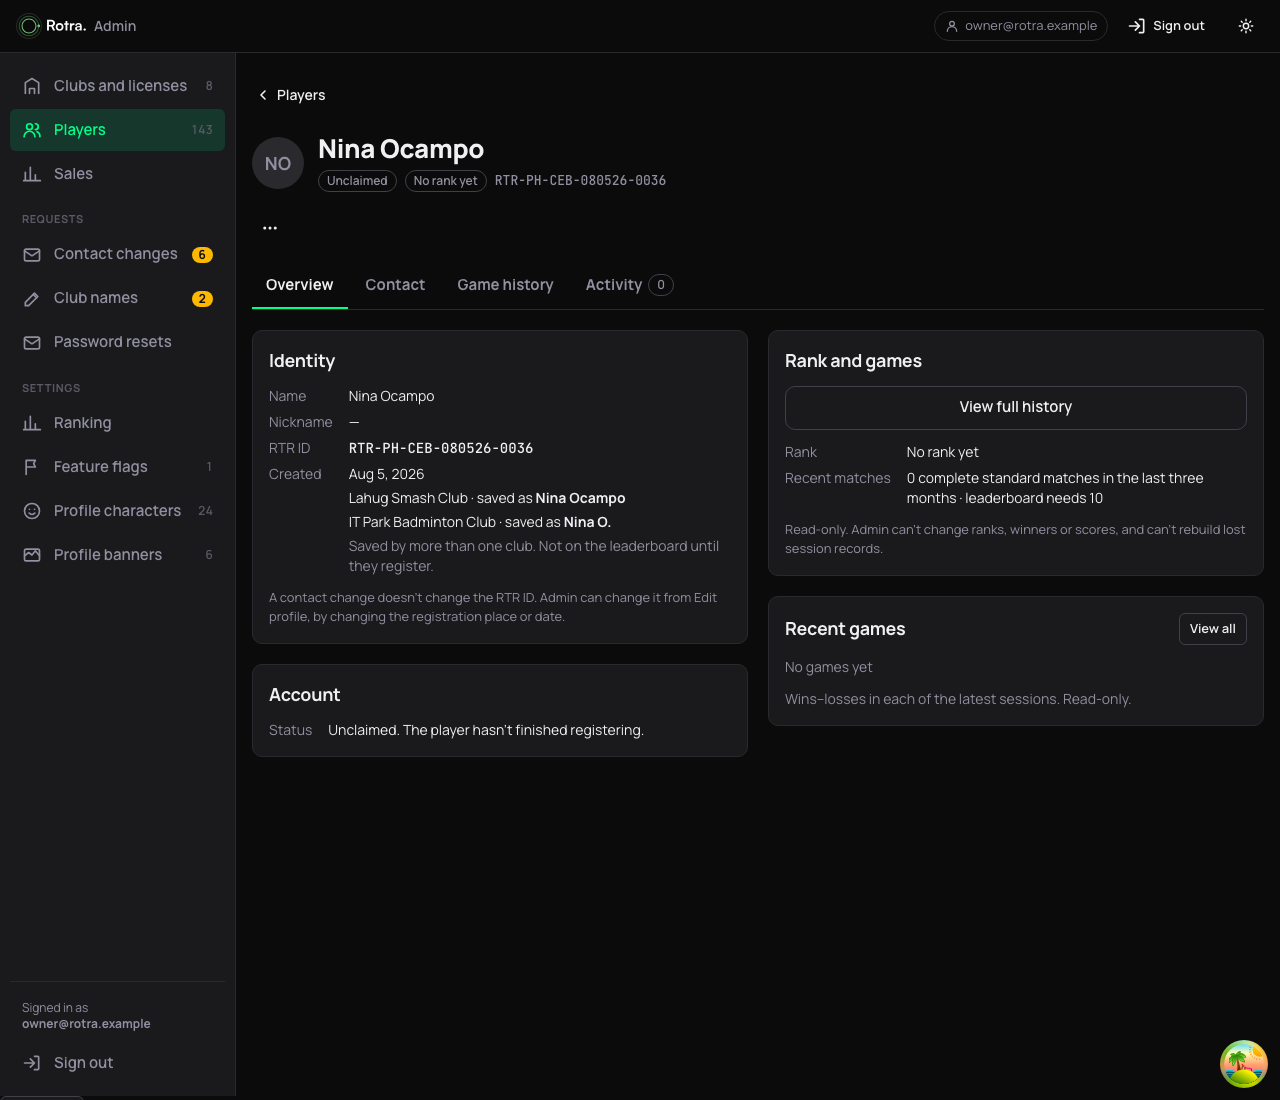 Rotra. Admin
owner@rotra.example
Sign out
Clubs and licenses 8
Players 143
Sales
REQUESTS
Contact changes 6
Club names 2
Password resets
SETTINGS
Ranking
Feature flags 1
Profile characters 24
Profile banners 6
Signed in as
owner@rotra.example
Sign out
Players
NO
Nina Ocampo
Unclaimed No rank yet RTR-PH-CEB-080526-0036
Overview Contact Game history Activity 0
Identity
Name Nina Ocampo
Nickname —
RTR ID RTR-PH-CEB-080526-0036
Created Aug 5, 2026
Lahug Smash Club · saved as Nina Ocampo
IT Park Badminton Club · saved as Nina O.
Saved by more than one club. Not on the leaderboard until
they register.
A contact change doesn't change the RTR ID. Admin can change it from Edit
profile, by changing the registration place or date.
Account
Status Unclaimed. The player hasn't finished registering.
Rank and games
View full history
Rank No rank yet
Recent matches 0 complete standard matches in the last three
months · leaderboard needs 10
Read-only. Admin can't change ranks, winners or scores, and can't rebuild lost
session records.
Recent games
View all
No games yet
Wins–losses in each of the latest sessions. Read-only.